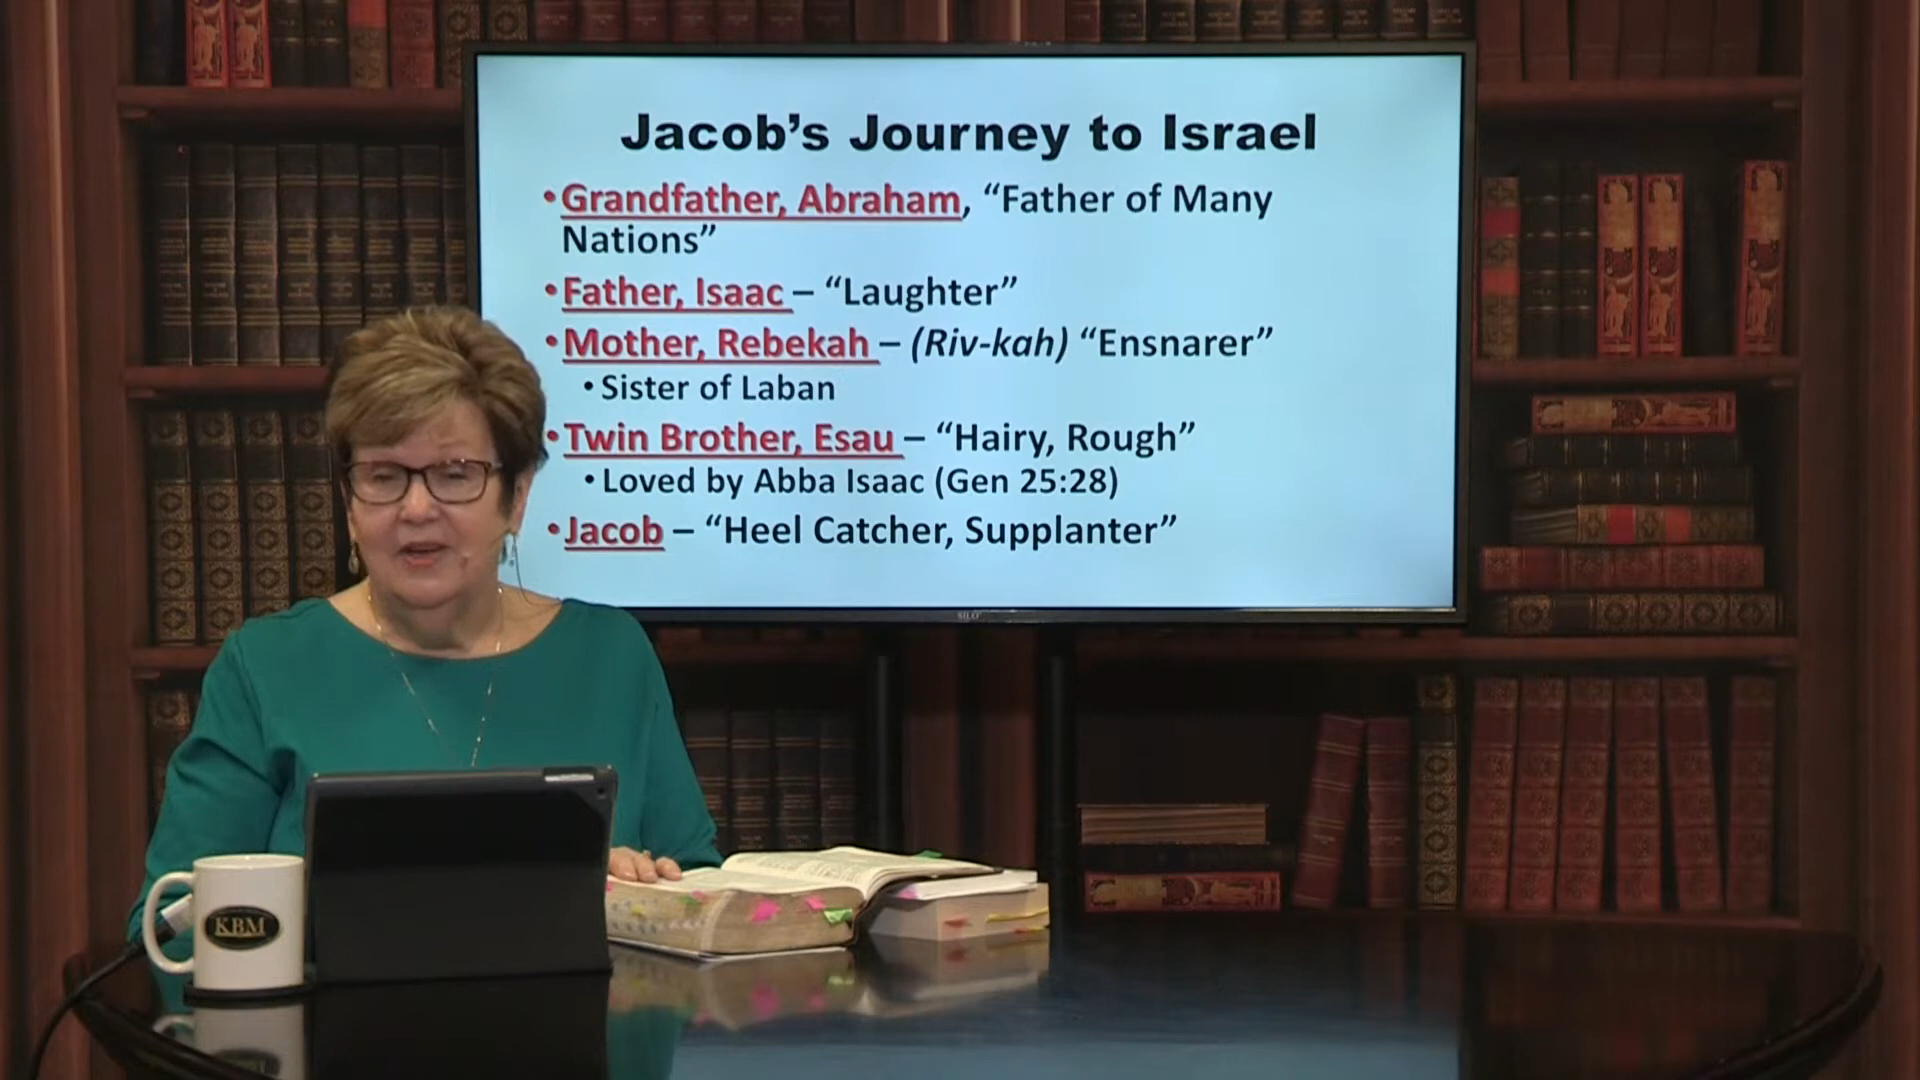 Jacob’s Journey to Israel
•Grandfather, Abraham, “Father of Many
Nations”
•Father, Isaac – “Laughter”
•Mother, Rebekah – (Riv-kah) “Ensnarer”
•Sister of Laban
•Twin Brother, Esau – “Hairy, Rough”
•Loved by Abba Isaac (Gen 25:28)
•Jacob – “Heel Catcher, Supplanter”
KBM